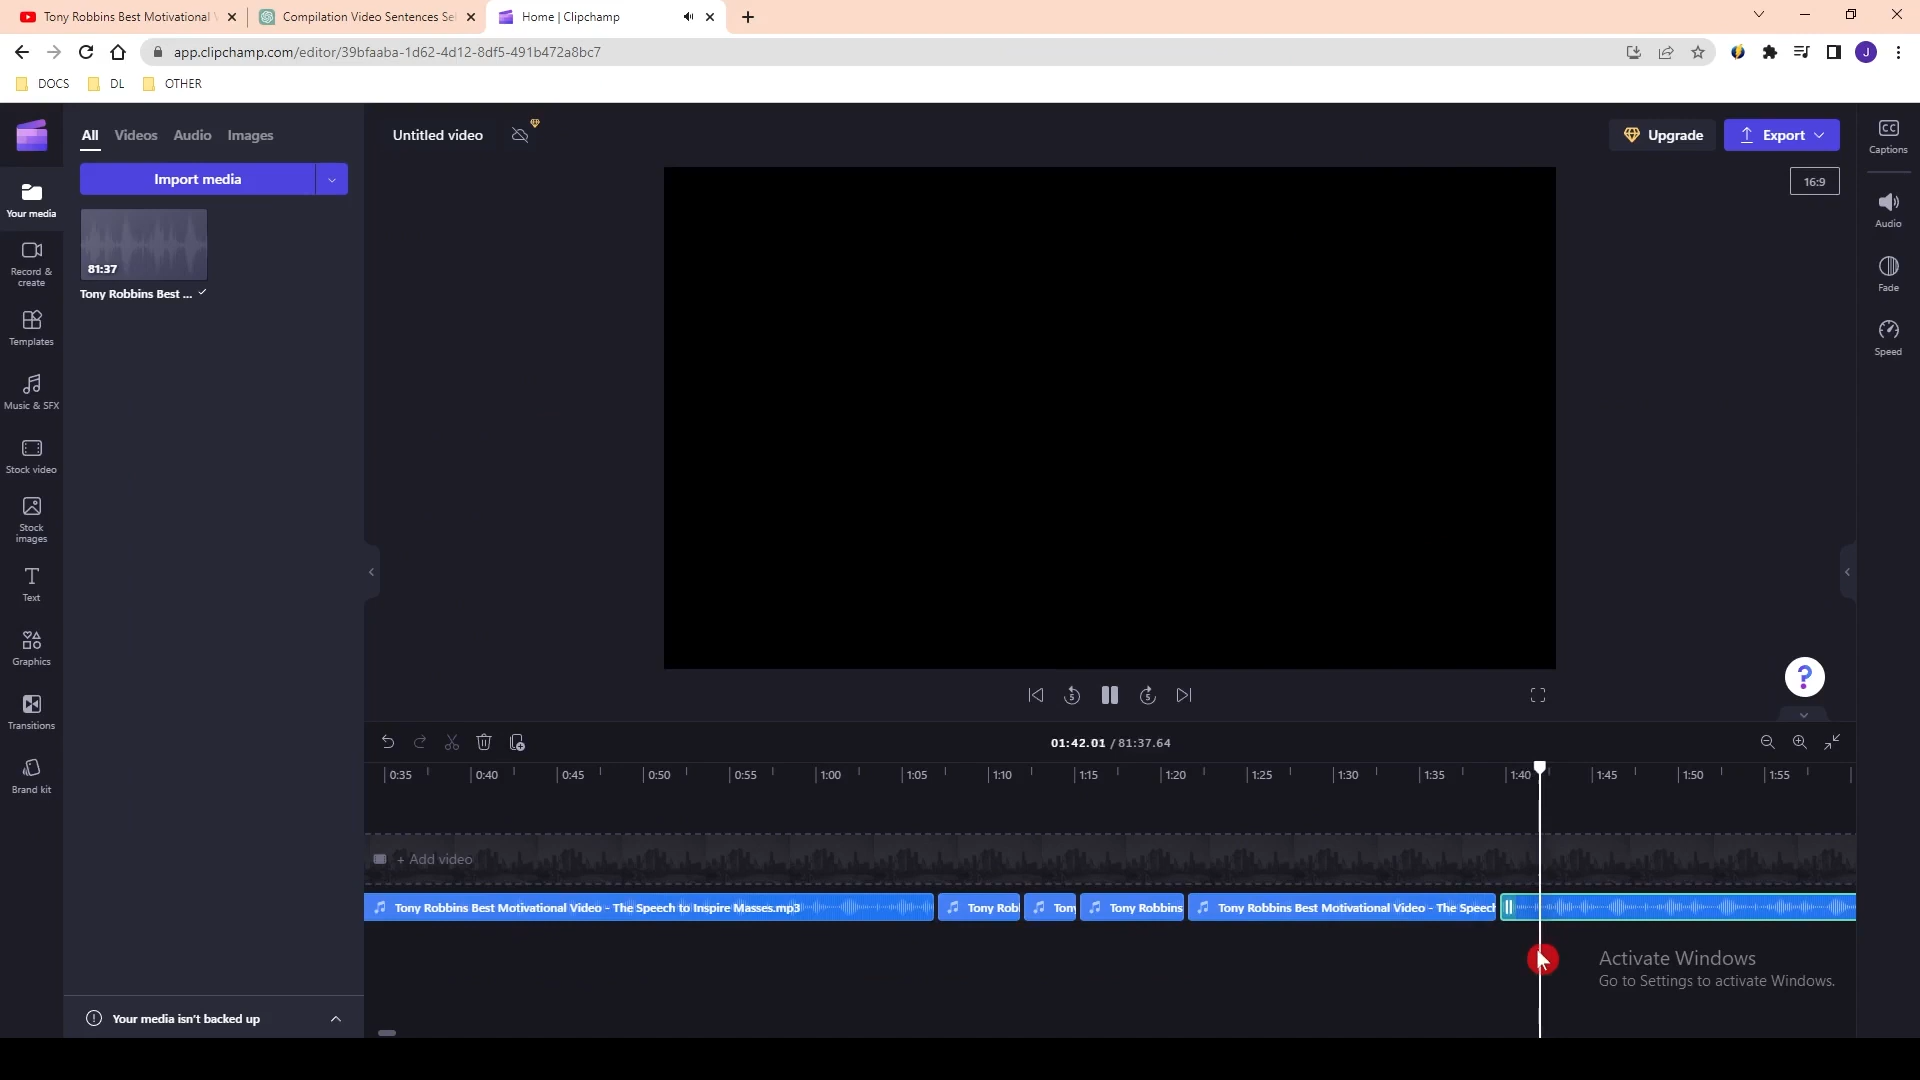 Tony Robbins Best Motivational
Compilation Video Sentences Se
Home | Clipchamp
app.clipchamp.com/editor/39bfaaba-1d62-4d12-8df5-491b472a8bc7
J
DOCS
DL
OTHER
All
Videos
Audio
Images
Untitled video
Upgrade
Export
CC
Captions
Import media
16:9
Your media
81:37
Audio
Tony Robbins Best ...
Record &
create
Fade
Templates
Speed
Music & SFX
Stock video
Stock
images
Text
Graphics
?
5
5
Transitions
01:42.01 / 81:37.64
0:35
0:40
0:45
0:50
0:55
1:00
1:05
1:10
1:15
1:20
1:25
1:30
1:35
1:40
1:45
1:50
1:55
Brand kit
+ Add video
Tony Robbins Best Motivational Video - The Speech to Inspire Masses.mp3
Tony Rob
Tony
Tony Robbins
Tony Robbins Best Motivational Video - The Speech
Activate Windows
Go to Settings to activate Windows.
Your media isn't backed up